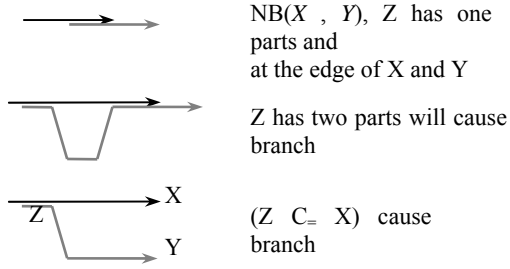 NB(X , Y), Z has one
parts and
at the edge of X and Y
Z has two parts will cause
branch
X
Z
Y
(Z C= X) cause
branch